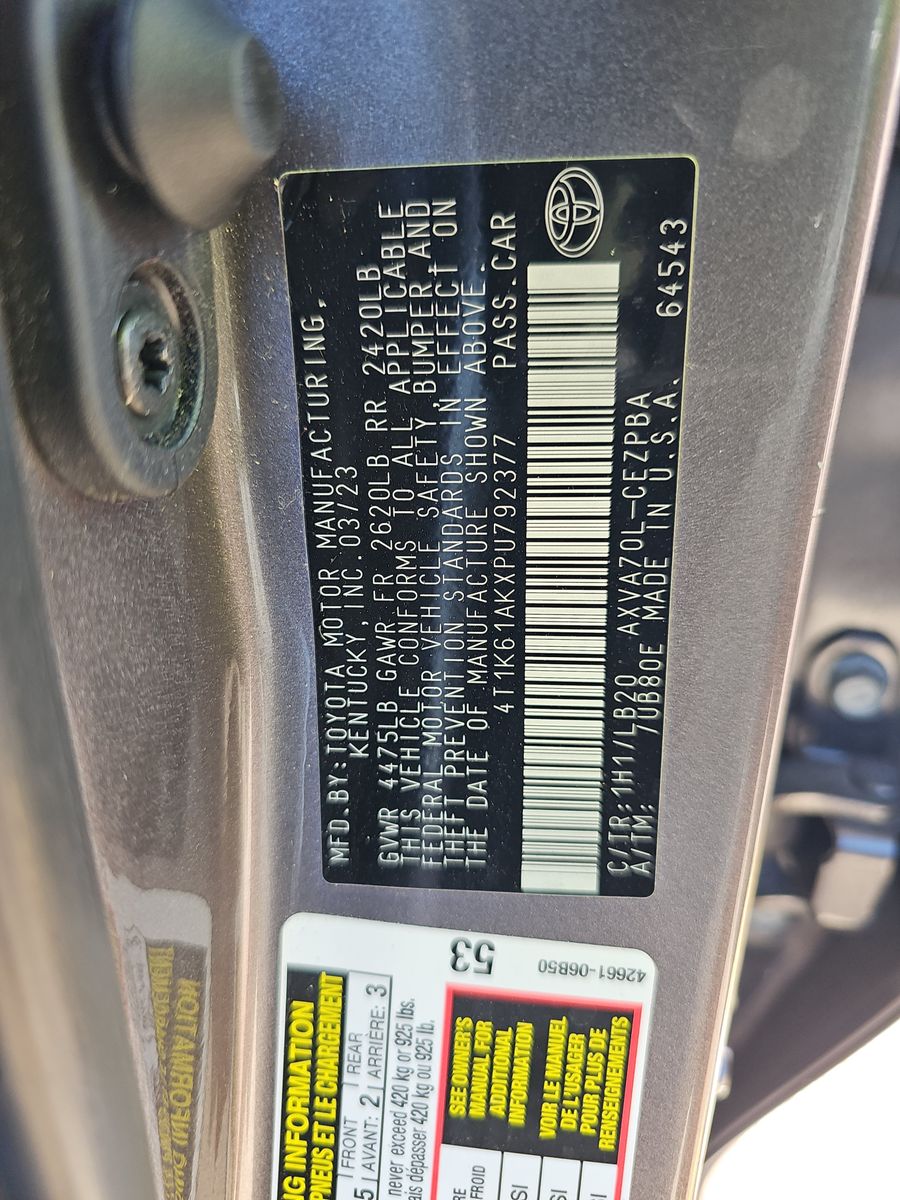 MFD.BY:TOYOTA MOTOR MANUFACTURING,
KENTUCKY,INC.03/23
GVWR 4475LB GAWR FR 2620LB RR 2420LB
THIS VEHICLE CONFORMS TO ALL APPLICABLE
FEDERAL MOTOR VEHICLE SAFETY,BUMPER,AND
THEFT PREVENTION STANDARDS IN EFFECT ON
THE DATE OF MANUFACTURE SHOWN ABOVE.
4T1K61AKXPU792377 PASS.CAR
C/TR:1H1/LB20 AXVA70L-CEZPBA
A/TM: 7UB80E MADE IN U.S.A. 64543
53
42661-06B50
INFORMATION
PNEUS ET LE CHARGEMENT
5
FRONT
AVANT: 2
REAR
ARRIÈRE: 3
never exceed 420 kg or 925 lbs.
dépasser 420 kg ou 925 lb.
SEE OWNER'S
MANUAL FOR
ADDITIONAL
INFORMATION
VOIR LE MANUEL
DE L'USAGER
POUR PLUS DE
RENSEIGNEMENTS
FROID